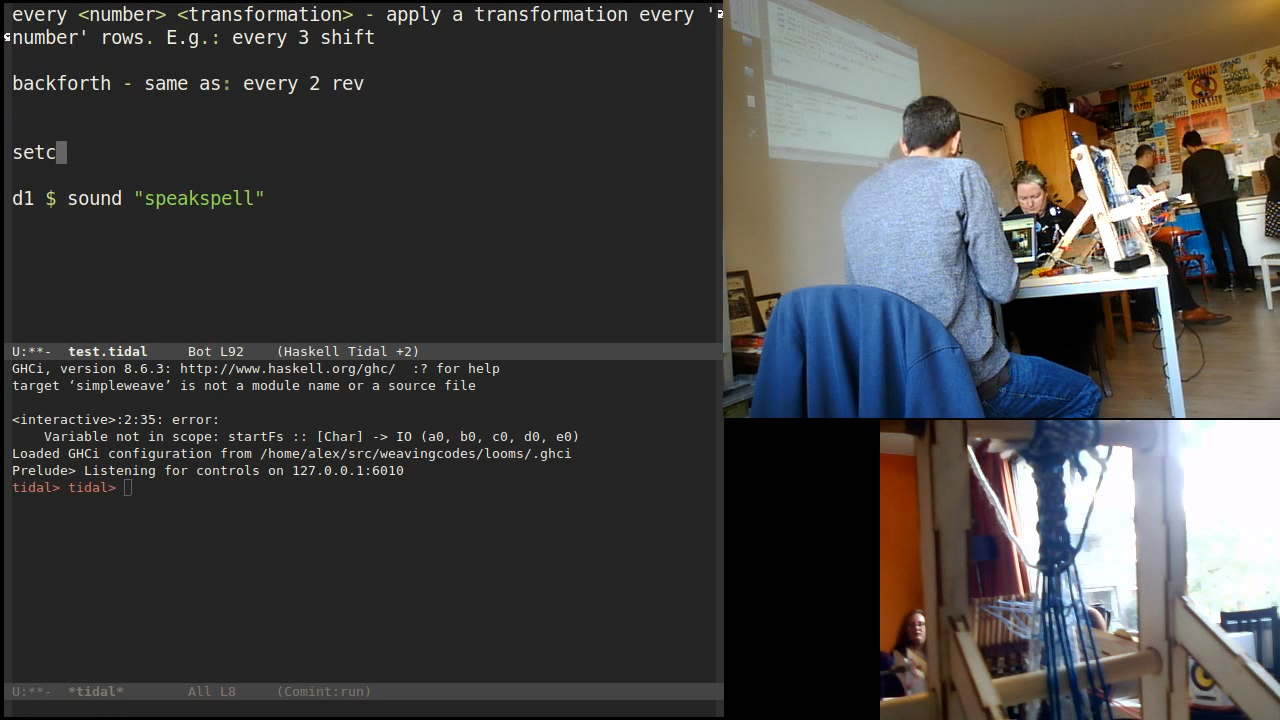 every <number> <transformation> - apply a transformation every '
number' rows. E.g.: every 3 shift
backforth - same as: every 2 rev
setc
d1 $ sound "speakspell"
U:**-  test.tidal     Bot L92    (Haskell Tidal +2)
GHCi, version 8.6.3: http://www.haskell.org/ghc/  :? for help
target ‘simpleweave’ is not a module name or a source file
<interactive>:2:35: error:
    Variable not in scope: startFs :: [Char] -> IO (a0, b0, c0, d0, e0)
Loaded GHCi configuration from /home/alex/src/weavingcodes/looms/.ghci
Prelude> Listening for controls on 127.0.0.1:6010
tidal> tidal>
U:**-  *tidal*        All L8     (Comint:run)